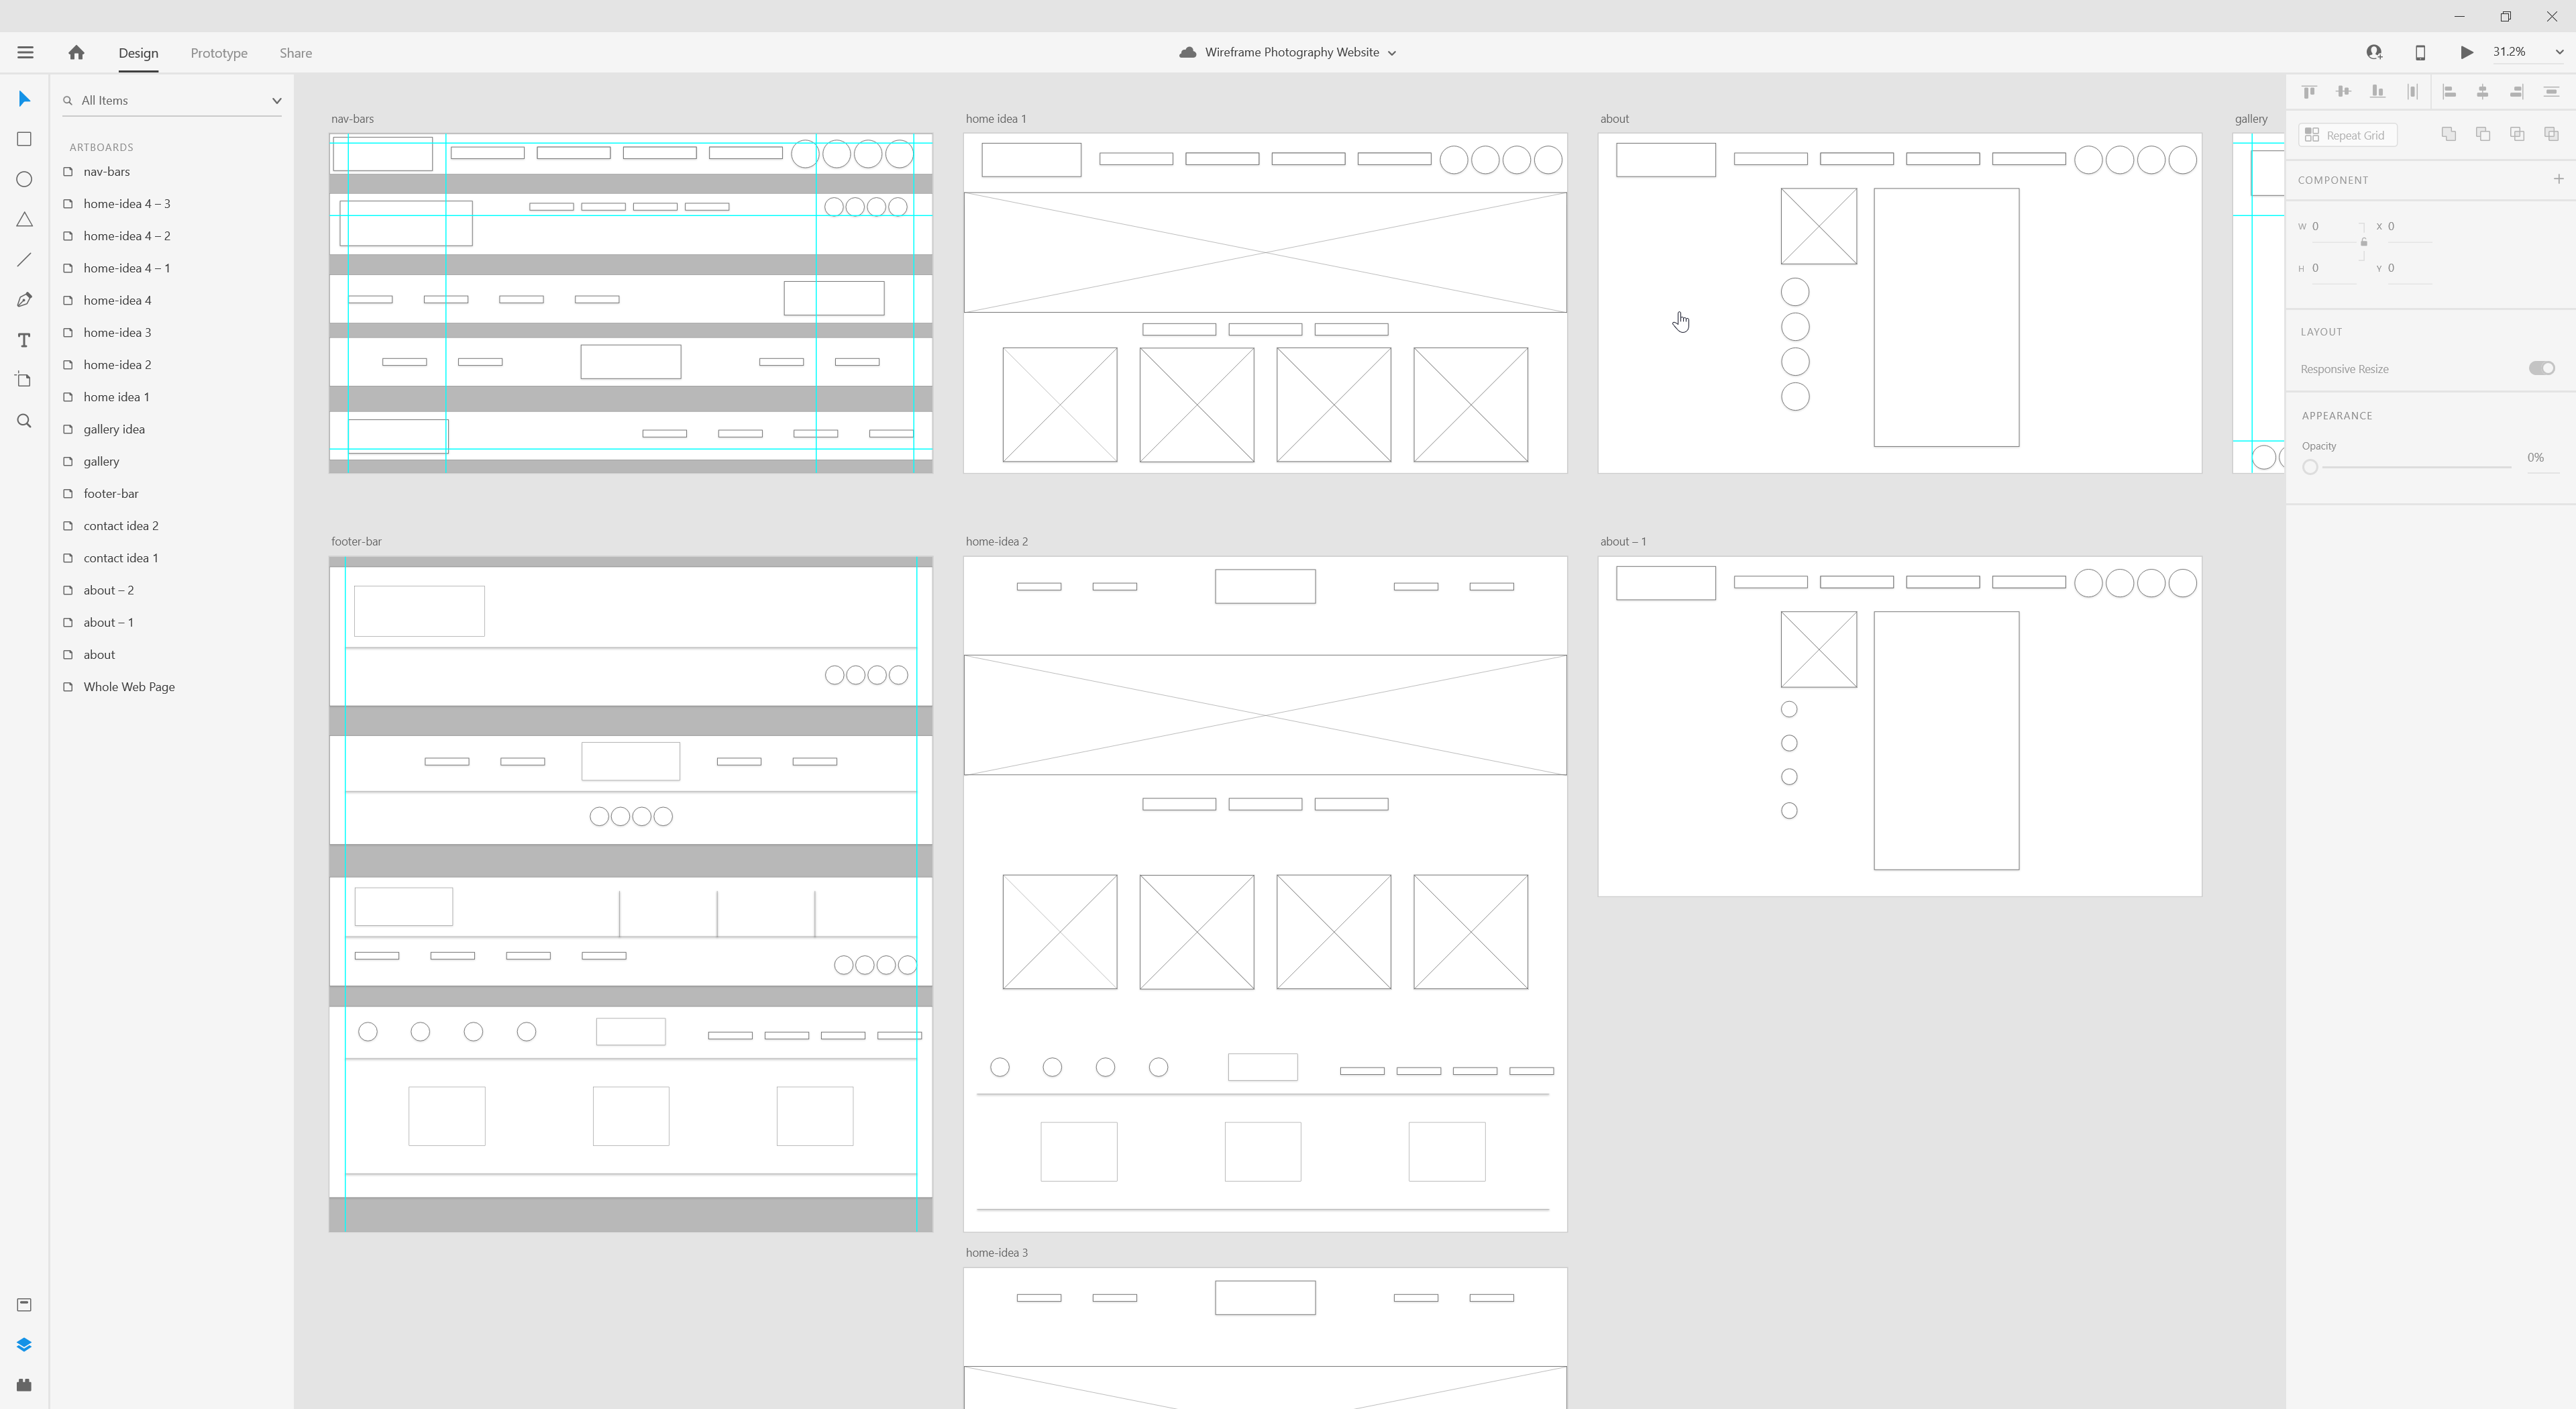 Design Prototype Share
Wireframe Photography Website
31.2%
All Items
ARTBOARDS
nav-bars
home-idea 4 – 3
home-idea 4 – 2
home-idea 4 – 1
home-idea 4
home-idea 3
home-idea 2
home idea 1
gallery idea
gallery
footer-bar
contact idea 2
contact idea 1
about – 2
about – 1
about
Whole Web Page
nav-bars
home idea 1
about
gallery
footer-bar
home-idea 2
about – 1
home-idea 3
Repeat Grid
COMPONENT
W 0 X 0
H 0 Y 0
LAYOUT
Responsive Resize
APPEARANCE
Opacity
0%